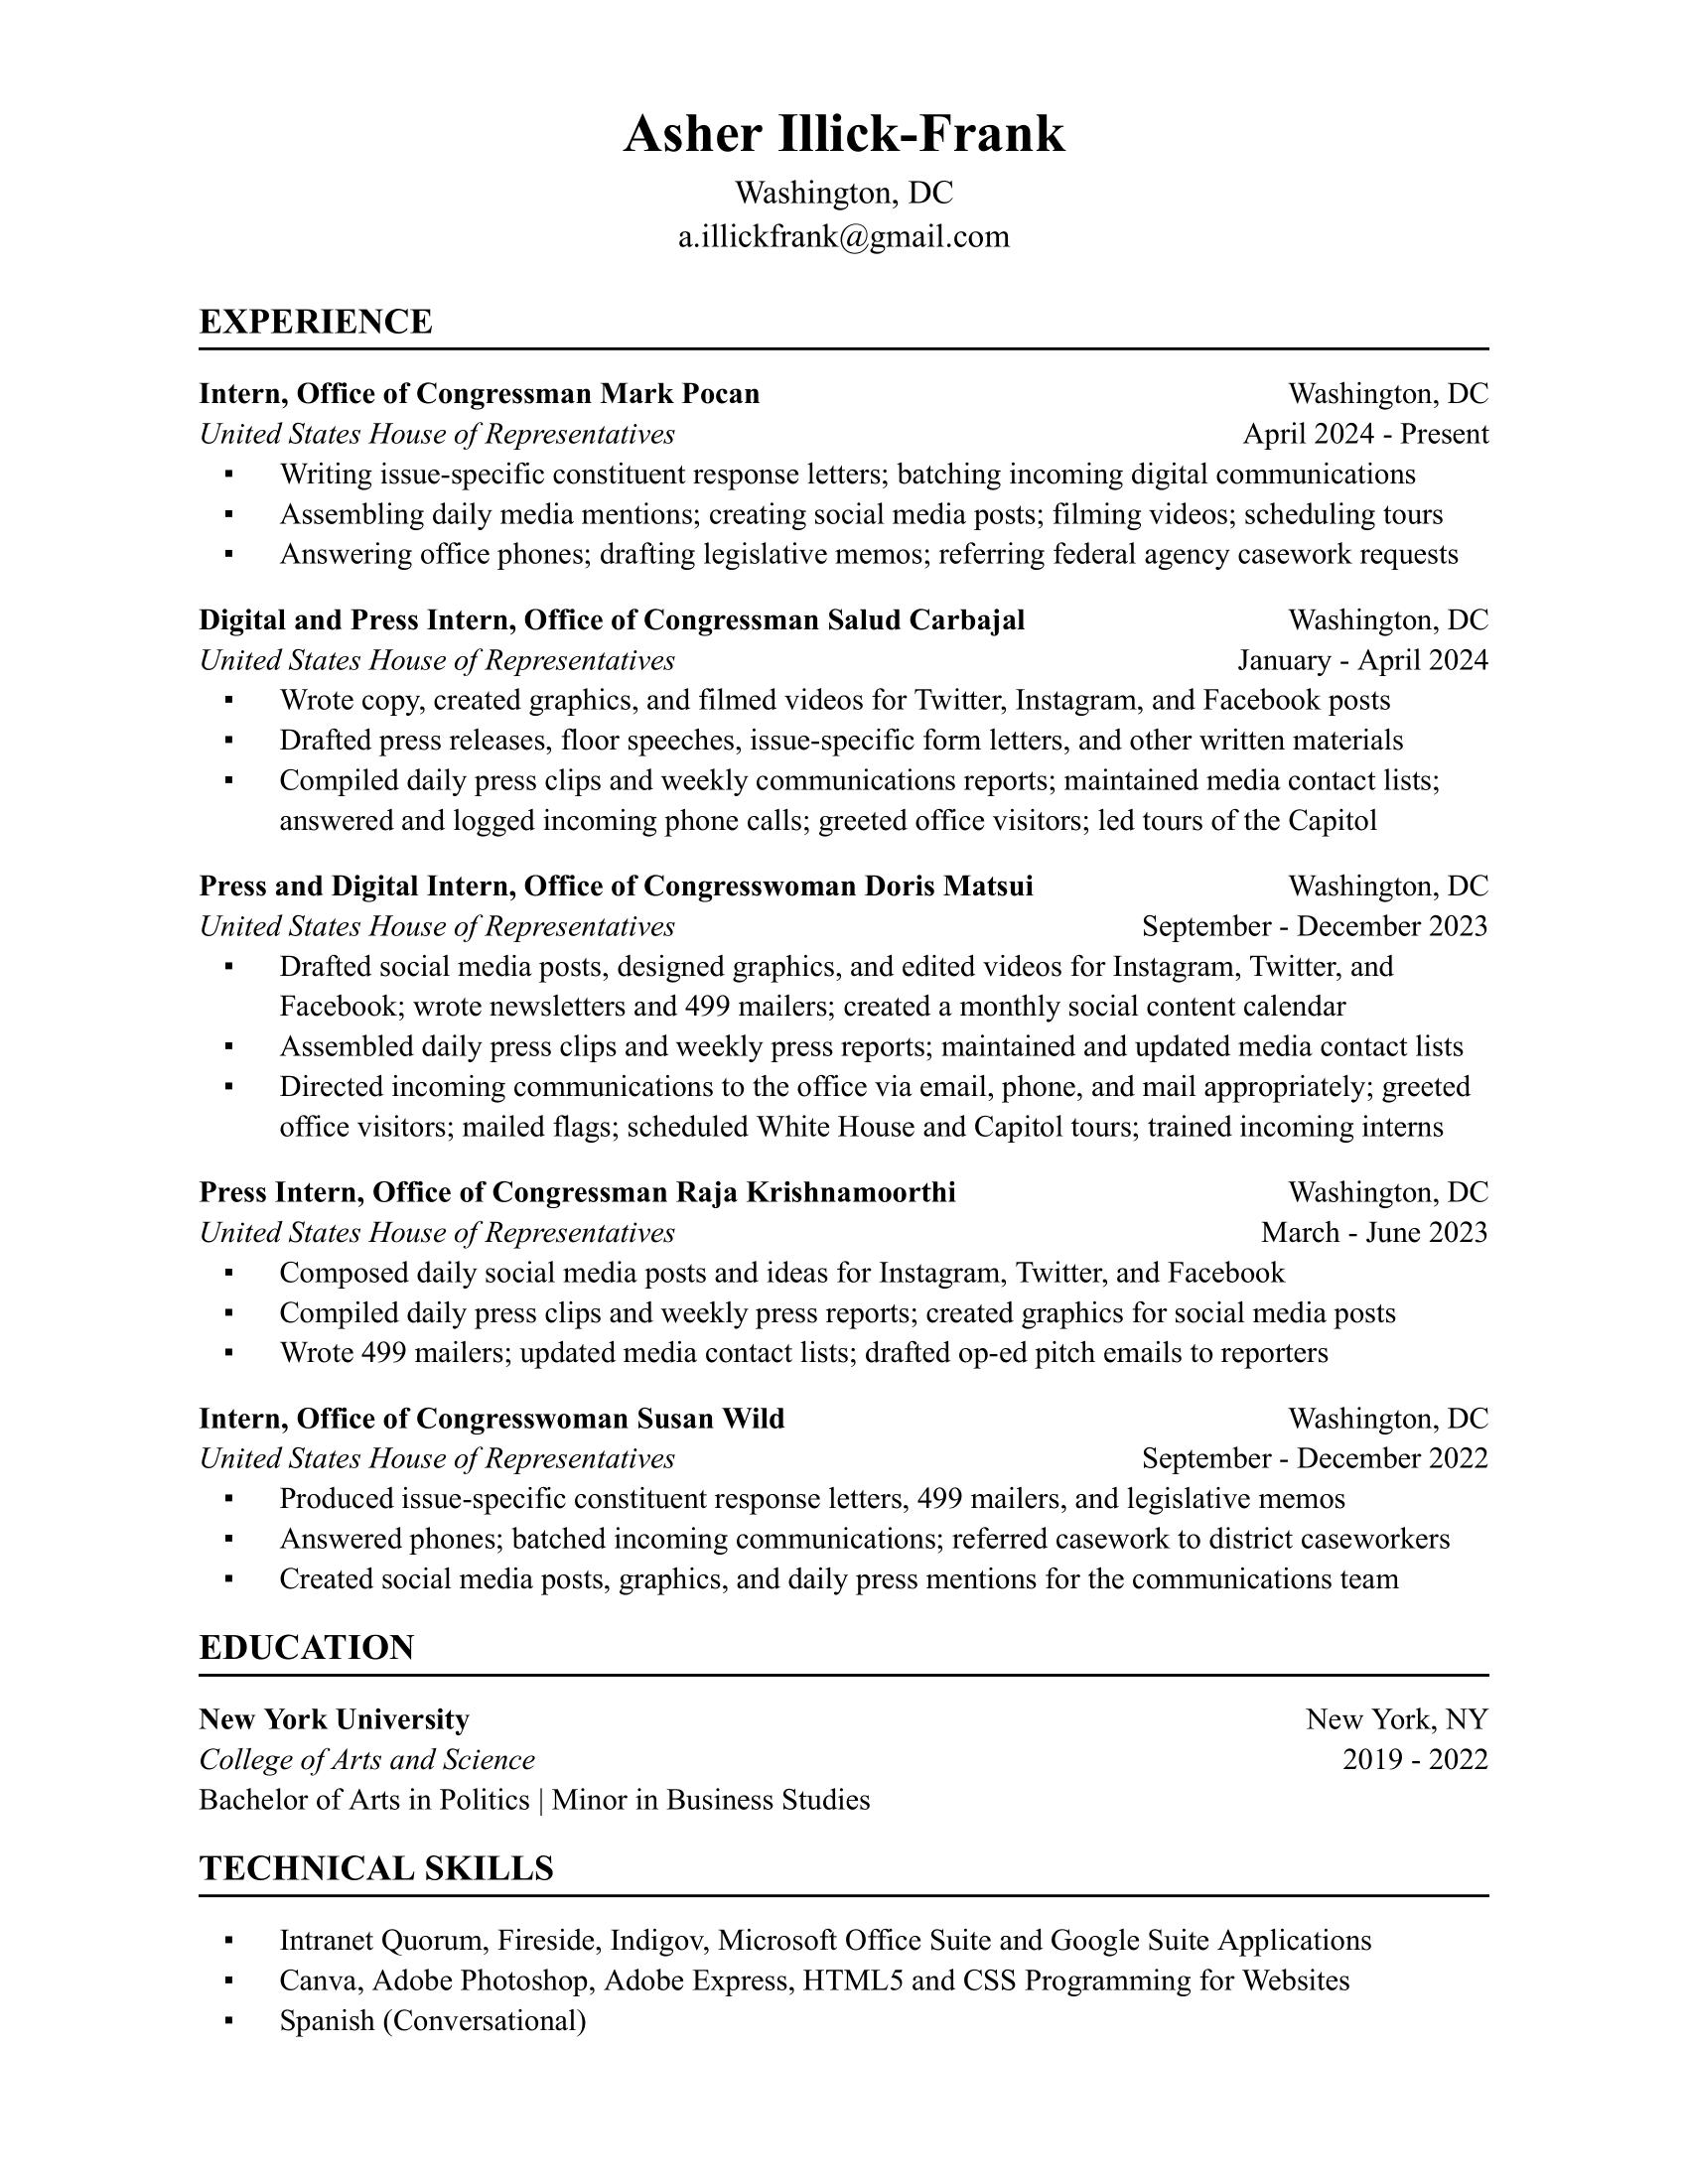 Asher Illick-Frank
Washington, DC
a.illickfrank@gmail.com
EXPERIENCE
Intern, Office of Congressman Mark Pocan Washington, DC
United States House of Representatives April 2024 - Present
▪ Writing issue-specific constituent response letters; batching incoming digital communications
▪ Assembling daily media mentions; creating social media posts; filming videos; scheduling tours
▪ Answering office phones; drafting legislative memos; referring federal agency casework requests
Digital and Press Intern, Office of Congressman Salud Carbajal Washington, DC
United States House of Representatives January - April 2024
▪ Wrote copy, created graphics, and filmed videos for Twitter, Instagram, and Facebook posts
▪ Drafted press releases, floor speeches, issue-specific form letters, and other written materials
▪ Compiled daily press clips and weekly communications reports; maintained media contact lists;
answered and logged incoming phone calls; greeted office visitors; led tours of the Capitol
Press and Digital Intern, Office of Congresswoman Doris Matsui Washington, DC
United States House of Representatives September - December 2023
▪ Drafted social media posts, designed graphics, and edited videos for Instagram, Twitter, and
Facebook; wrote newsletters and 499 mailers; created a monthly social content calendar
▪ Assembled daily press clips and weekly press reports; maintained and updated media contact lists
▪ Directed incoming communications to the office via email, phone, and mail appropriately; greeted
office visitors; mailed flags; scheduled White House and Capitol tours; trained incoming interns
Press Intern, Office of Congressman Raja Krishnamoorthi Washington, DC
United States House of Representatives March - June 2023
▪ Composed daily social media posts and ideas for Instagram, Twitter, and Facebook
▪ Compiled daily press clips and weekly press reports; created graphics for social media posts
▪ Wrote 499 mailers; updated media contact lists; drafted op-ed pitch emails to reporters
Intern, Office of Congresswoman Susan Wild Washington, DC
United States House of Representatives September - December 2022
▪ Produced issue-specific constituent response letters, 499 mailers, and legislative memos
▪ Answered phones; batched incoming communications; referred casework to district caseworkers
▪ Created social media posts, graphics, and daily press mentions for the communications team
EDUCATION
New York University New York, NY
College of Arts and Science 2019 - 2022
Bachelor of Arts in Politics | Minor in Business Studies
TECHNICAL SKILLS
▪ Intranet Quorum, Fireside, Indigov, Microsoft Office Suite and Google Suite Applications
▪ Canva, Adobe Photoshop, Adobe Express, HTML5 and CSS Programming for Websites
▪ Spanish (Conversational)